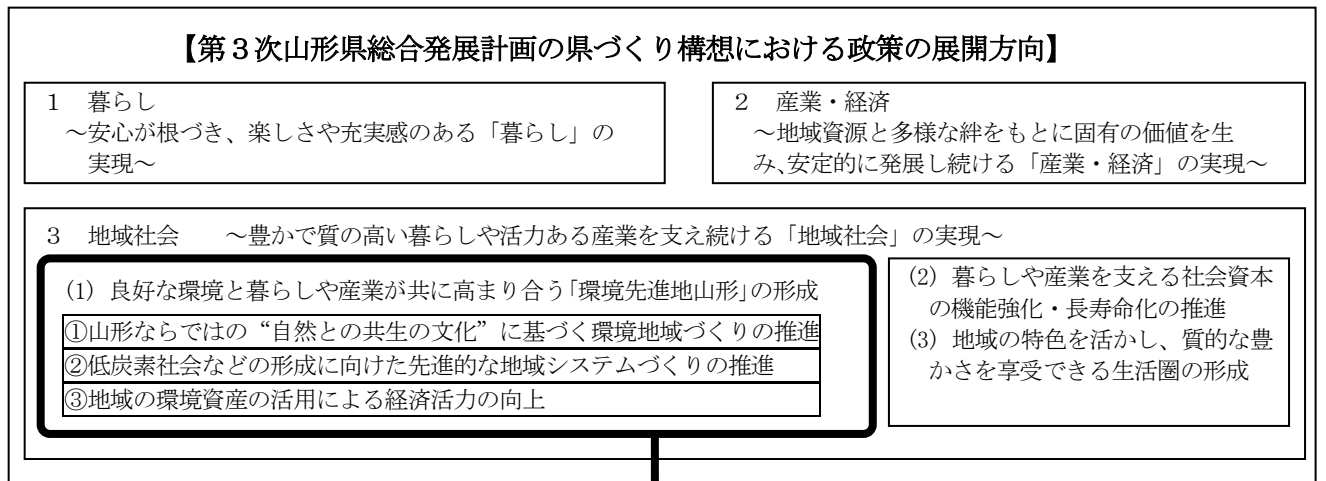 【第３次山形県総合発展計画の県づくり構想における政策の展開方向】
１　暮らし
～安心が根づき、楽しさや充実感のある「暮らし」の
実現～
２　産業・経済
～地域資源と多様な絆をもとに固有の価値を生
み、安定的に発展し続ける「産業・経済」の実現～
３　地域社会　　～豊かで質の高い暮らしや活力ある産業を支え続ける「地域社会」の実現～
(1) 良好な環境と暮らしや産業が共に高まり合う「環境先進地山形」の形成
①山形ならではの“自然との共生の文化”に基づく環境地域づくりの推進
②低炭素社会などの形成に向けた先進的な地域システムづくりの推進
③地域の環境資産の活用による経済活力の向上
(2) 暮らしや産業を支える社会資本
の機能強化・長寿命化の推進
(3) 地域の特色を活かし、質的な豊
かさを享受できる生活圏の形成